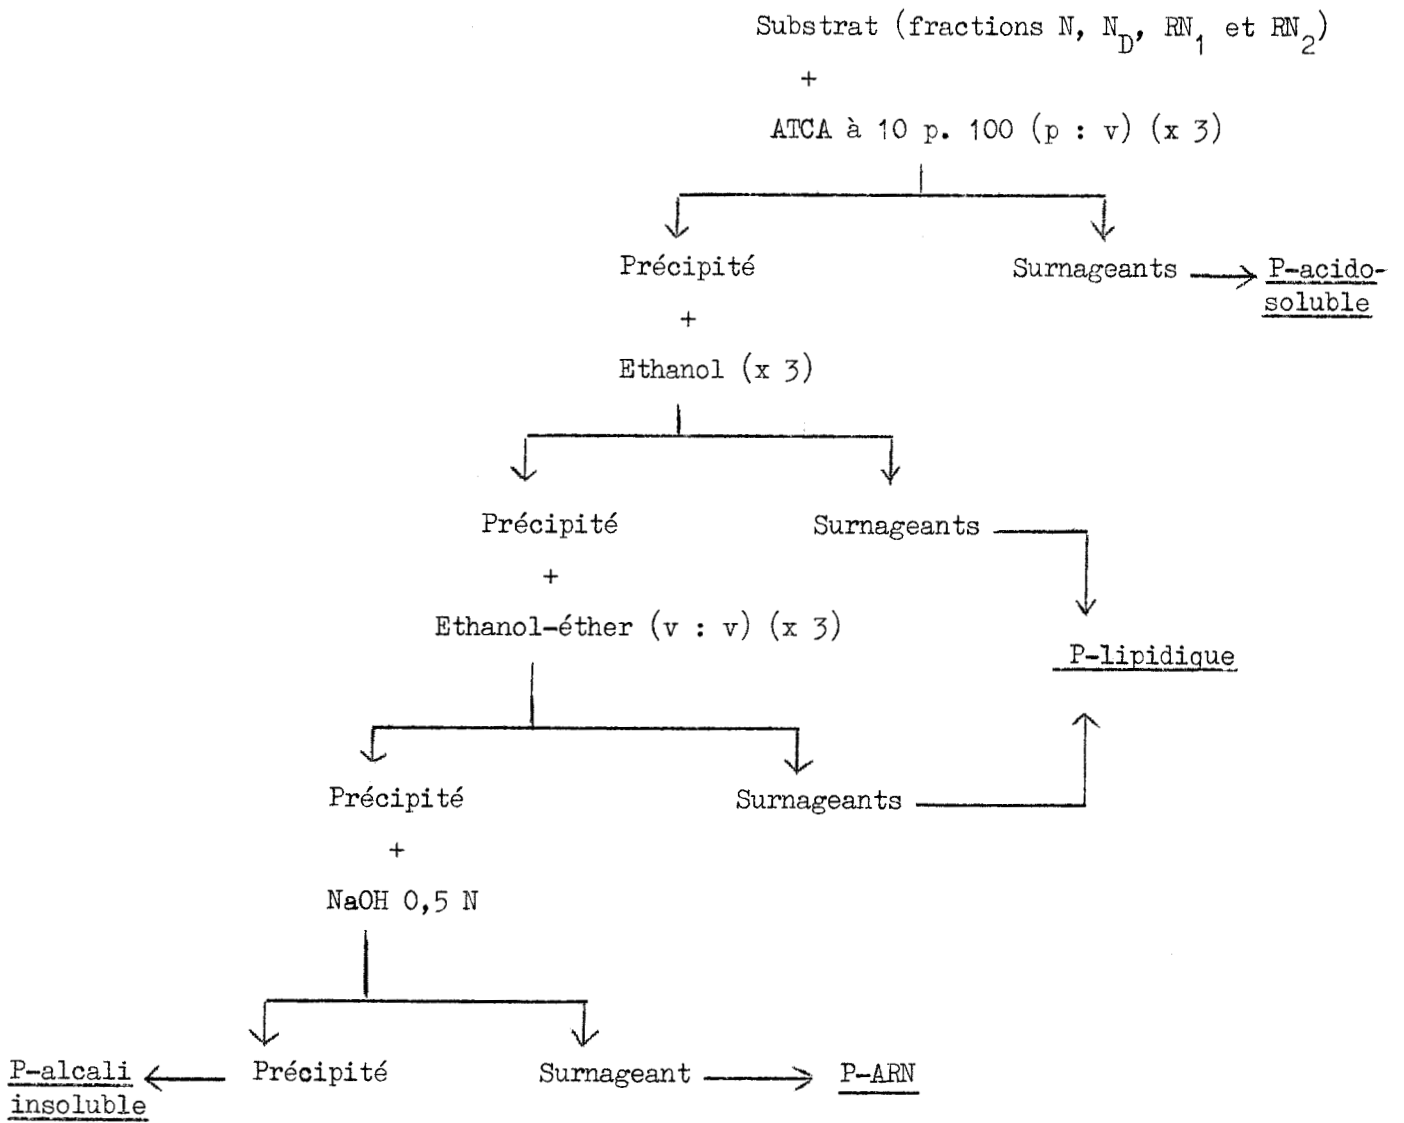 Substrat (fractions N, N_D, RN_1 et RN_2)
+
ATCA à 10 p. 100 (p : v) (x 3)
Précipité
Surnageants
P-acido-
soluble
+
Ethanol (x 3)
Précipité
Surnageants
+
Ethanol-éther (v : v) (x 3)
P-lipidique
Précipité
Surnageants
+
NaOH 0,5 N
P-alcali
insoluble
Précipité
Surnageant
P-ARN